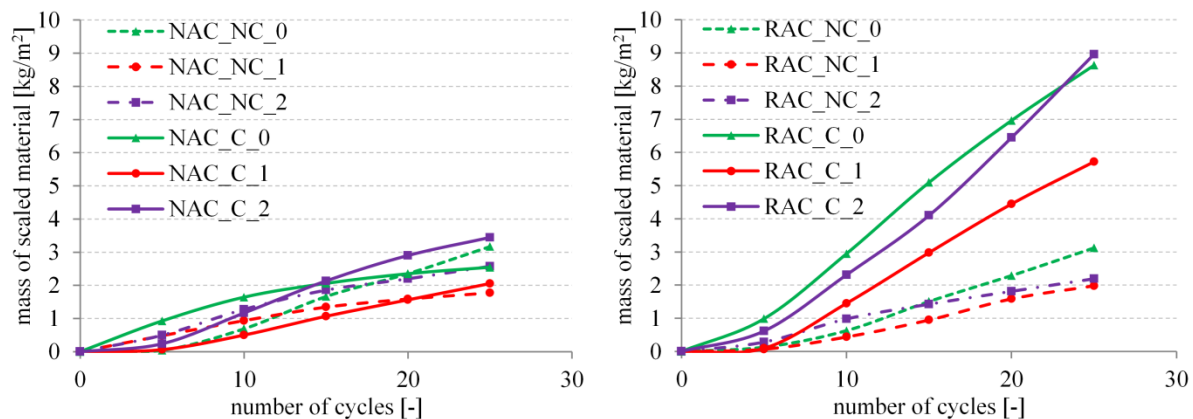 mass of scaled material [kg/m²]
10
9
8
7
6
5
4
3
2
1
0
NAC_NC_0
NAC_NC_1
NAC_NC_2
NAC_C_0
NAC_C_1
NAC_C_2
0 10 20 30
number of cycles [-]
mass of scaled material [kg/m²]
10
9
8
7
6
5
4
3
2
1
0
RAC_NC_0
RAC_NC_1
RAC_NC_2
RAC_C_0
RAC_C_1
RAC_C_2
0 10 20 30
number of cycles [-]